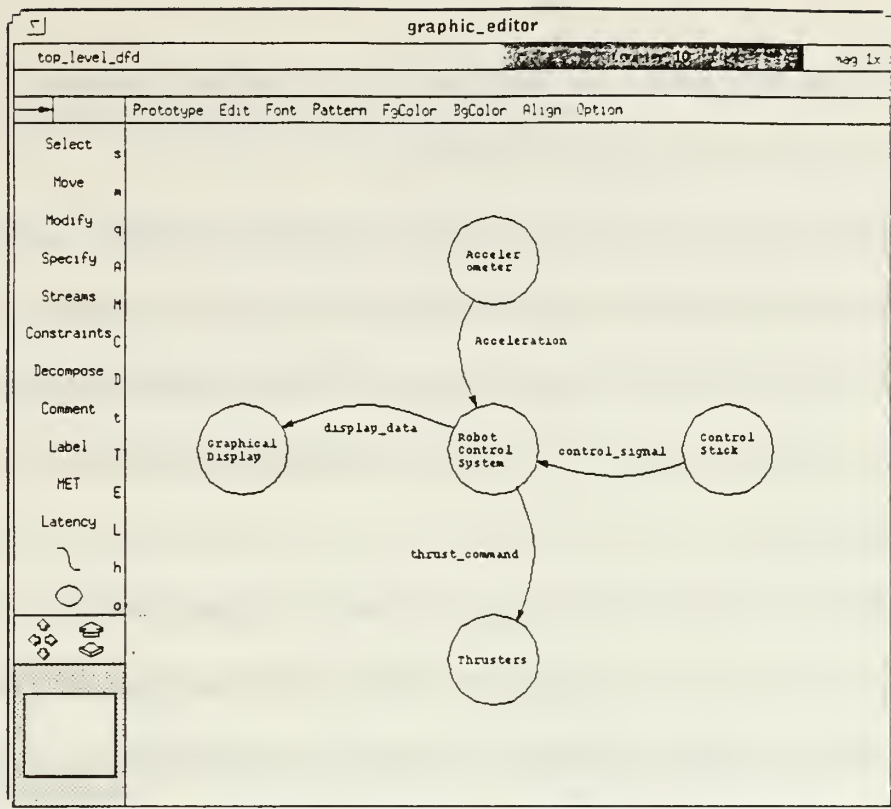 graphic_editor
top_level_dfd
10
mag 1x
Prototype Edit Font Pattern FgColor BgColor Align Option
Select s
Move m
Modify q
Specify A
Streams M
Constraints C
Decompose D
Comment t
Label T
MET E
Latency L
h
o
Acceler
ometer
Acceleration
Graphical
Display
display_data
Robot
Control
System
control_signal
Control
Stick
thrust_command
Thrusters